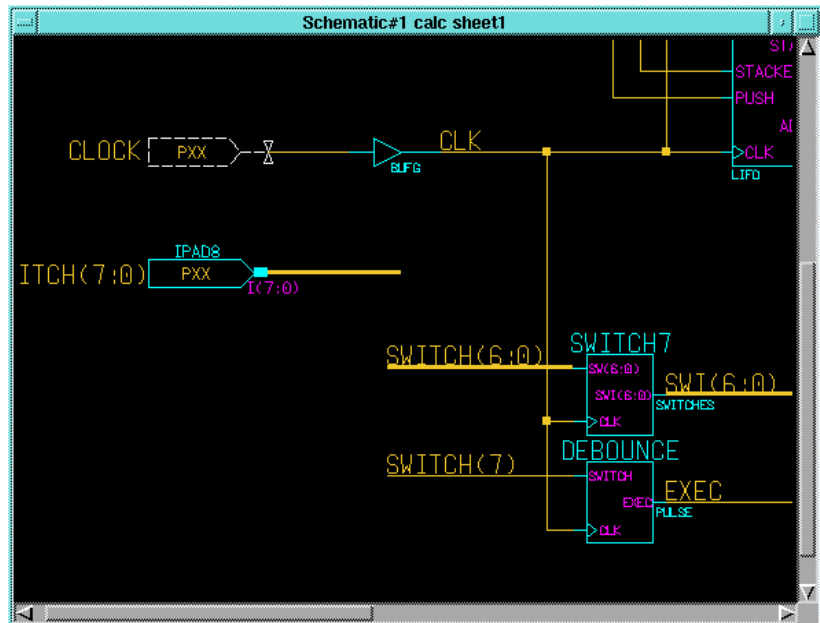 Schematic#1 calc sheet1
STACKE
PUSH
CLOCK
PXX
CLK
BUFG
CLK
LIFO
IPAD8
ITCH(7:0)
PXX
I(7:0)
SWITCH7
SWITCH(6:0)
SW(6:0)
SWI(6:0)
SWI(6:0)
SWITCHES
CLK
DEBOUNCE
SWITCH(7)
SWITCH
EXEC
EXEC
PULSE
CLK